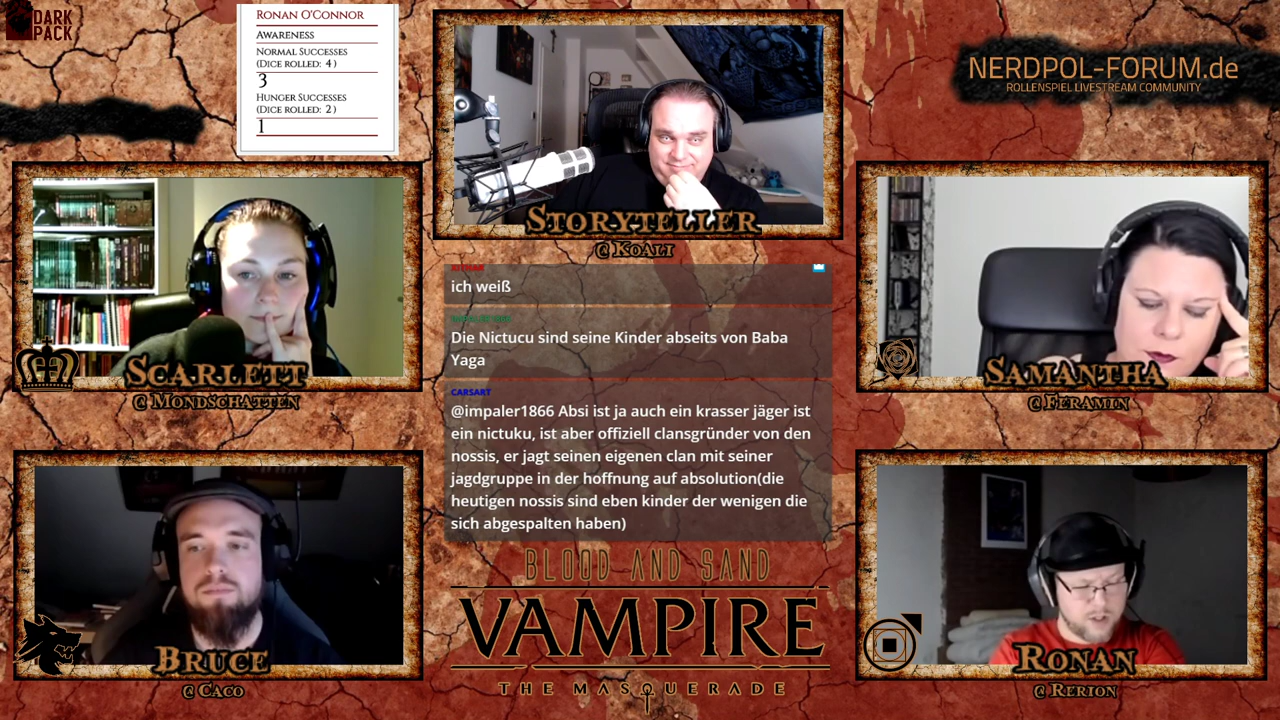 DARK
PACK
RONAN O'CONNOR
AWARENESS
NORMAL SUCCESSES
(DICE ROLLED: 4)
3
HUNGER SUCCESSES
(DICE ROLLED: 2)
1
NERDPOL-FORUM.de
ROLLENSPIEL LIVESTREAM COMMUNITY
STORYTELLER
@ KOALI
SCARLETT
@ MONDSCHATTEN
SAMANTHA
@ FERAMIN
ich weiß
Die Nictucu sind seine Kinder abseits von Baba
Yaga
CARSART
@impaler1866 Absi ist ja auch ein krasser jäger ist
ein nictuku, ist aber offiziell clansgründer von den
nossis, er jagt seinen eigenen clan mit seiner
jagdgruppe in der hoffnung auf absolution(die
heutigen nossis sind eben kinder der wenigen die
sich abgespalten haben)
BLOOD AND SAND
VAMPIRE
THE MASQUERADE
BRUCE
@ CACO
RONAN
@ RERION